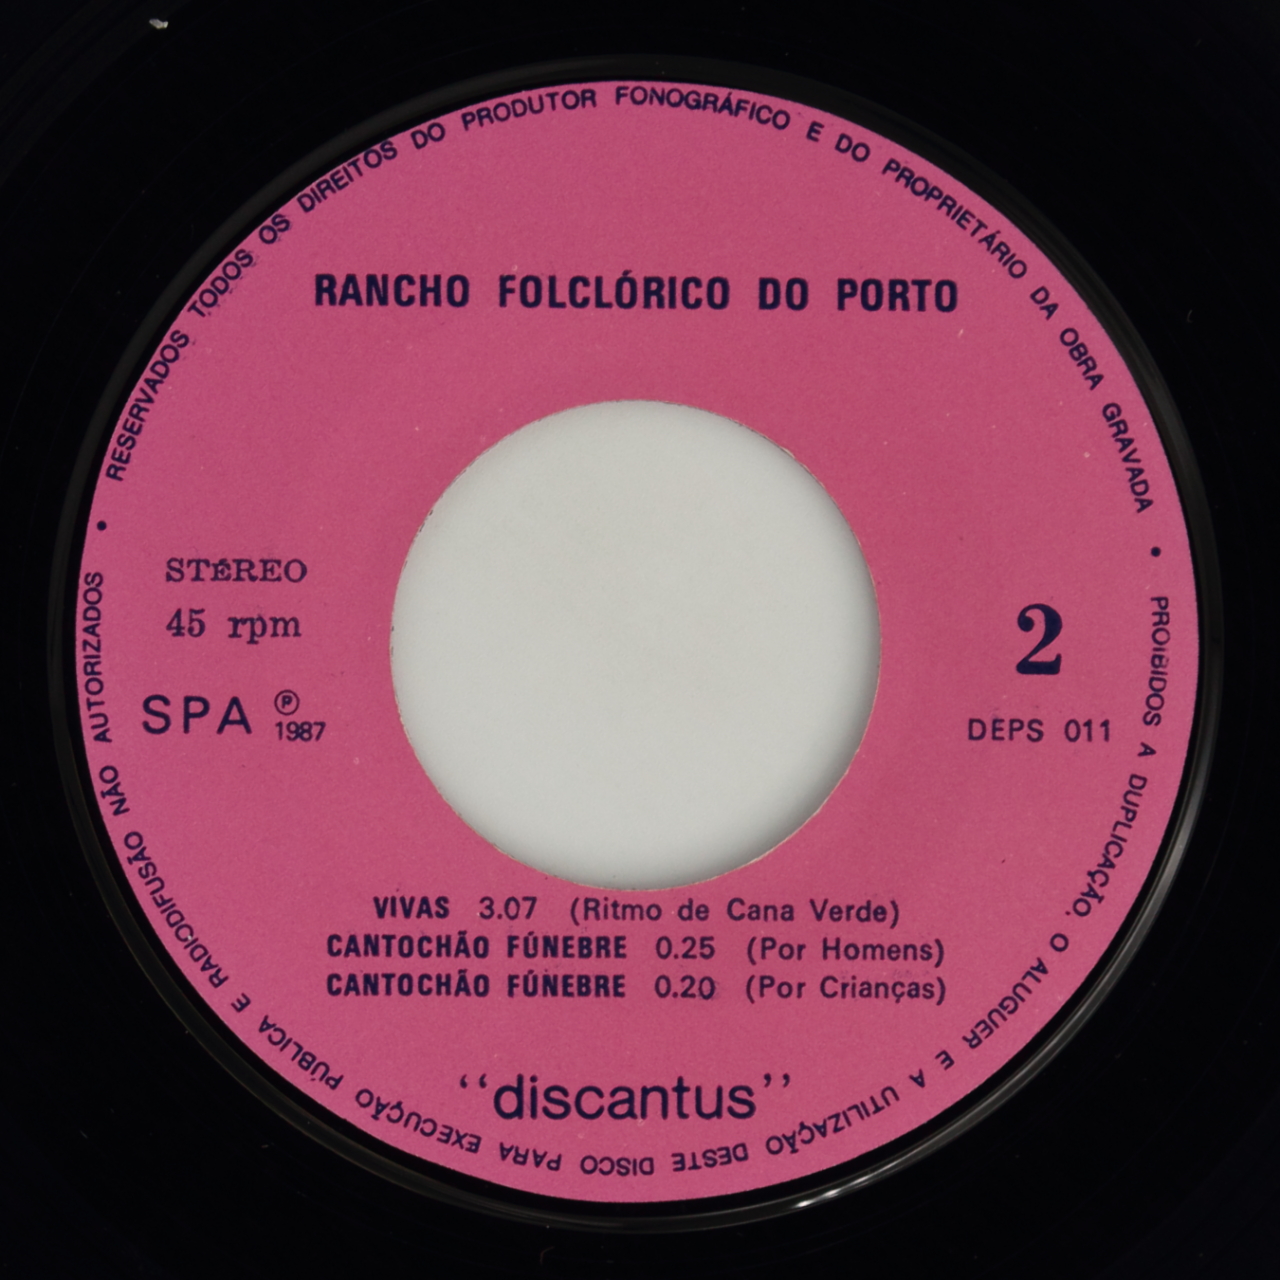 RESERVADOS TODOS OS DIREITOS DO PRODUTOR FONOGRÁFICO E DO PROPRIETÁRIO DA OBRA GRAVADA • PROIBIDOS A DUPLICAÇÃO, O ALUGUER E A UTILIZAÇÃO DESTE DISCO PARA EXECUÇÃO PÚBLICA E RADIODIFUSÃO NÃO AUTORIZADOS •
RANCHO FOLCLÓRICO DO PORTO
STÉREO
45 rpm
SPA ℗ 1987
2
DEPS 011
VIVAS 3.07 (Ritmo de Cana Verde)
CANTOCHÃO FÚNEBRE 0.25 (Por Homens)
CANTOCHÃO FÚNEBRE 0.20 (Por Crianças)
“discantus”